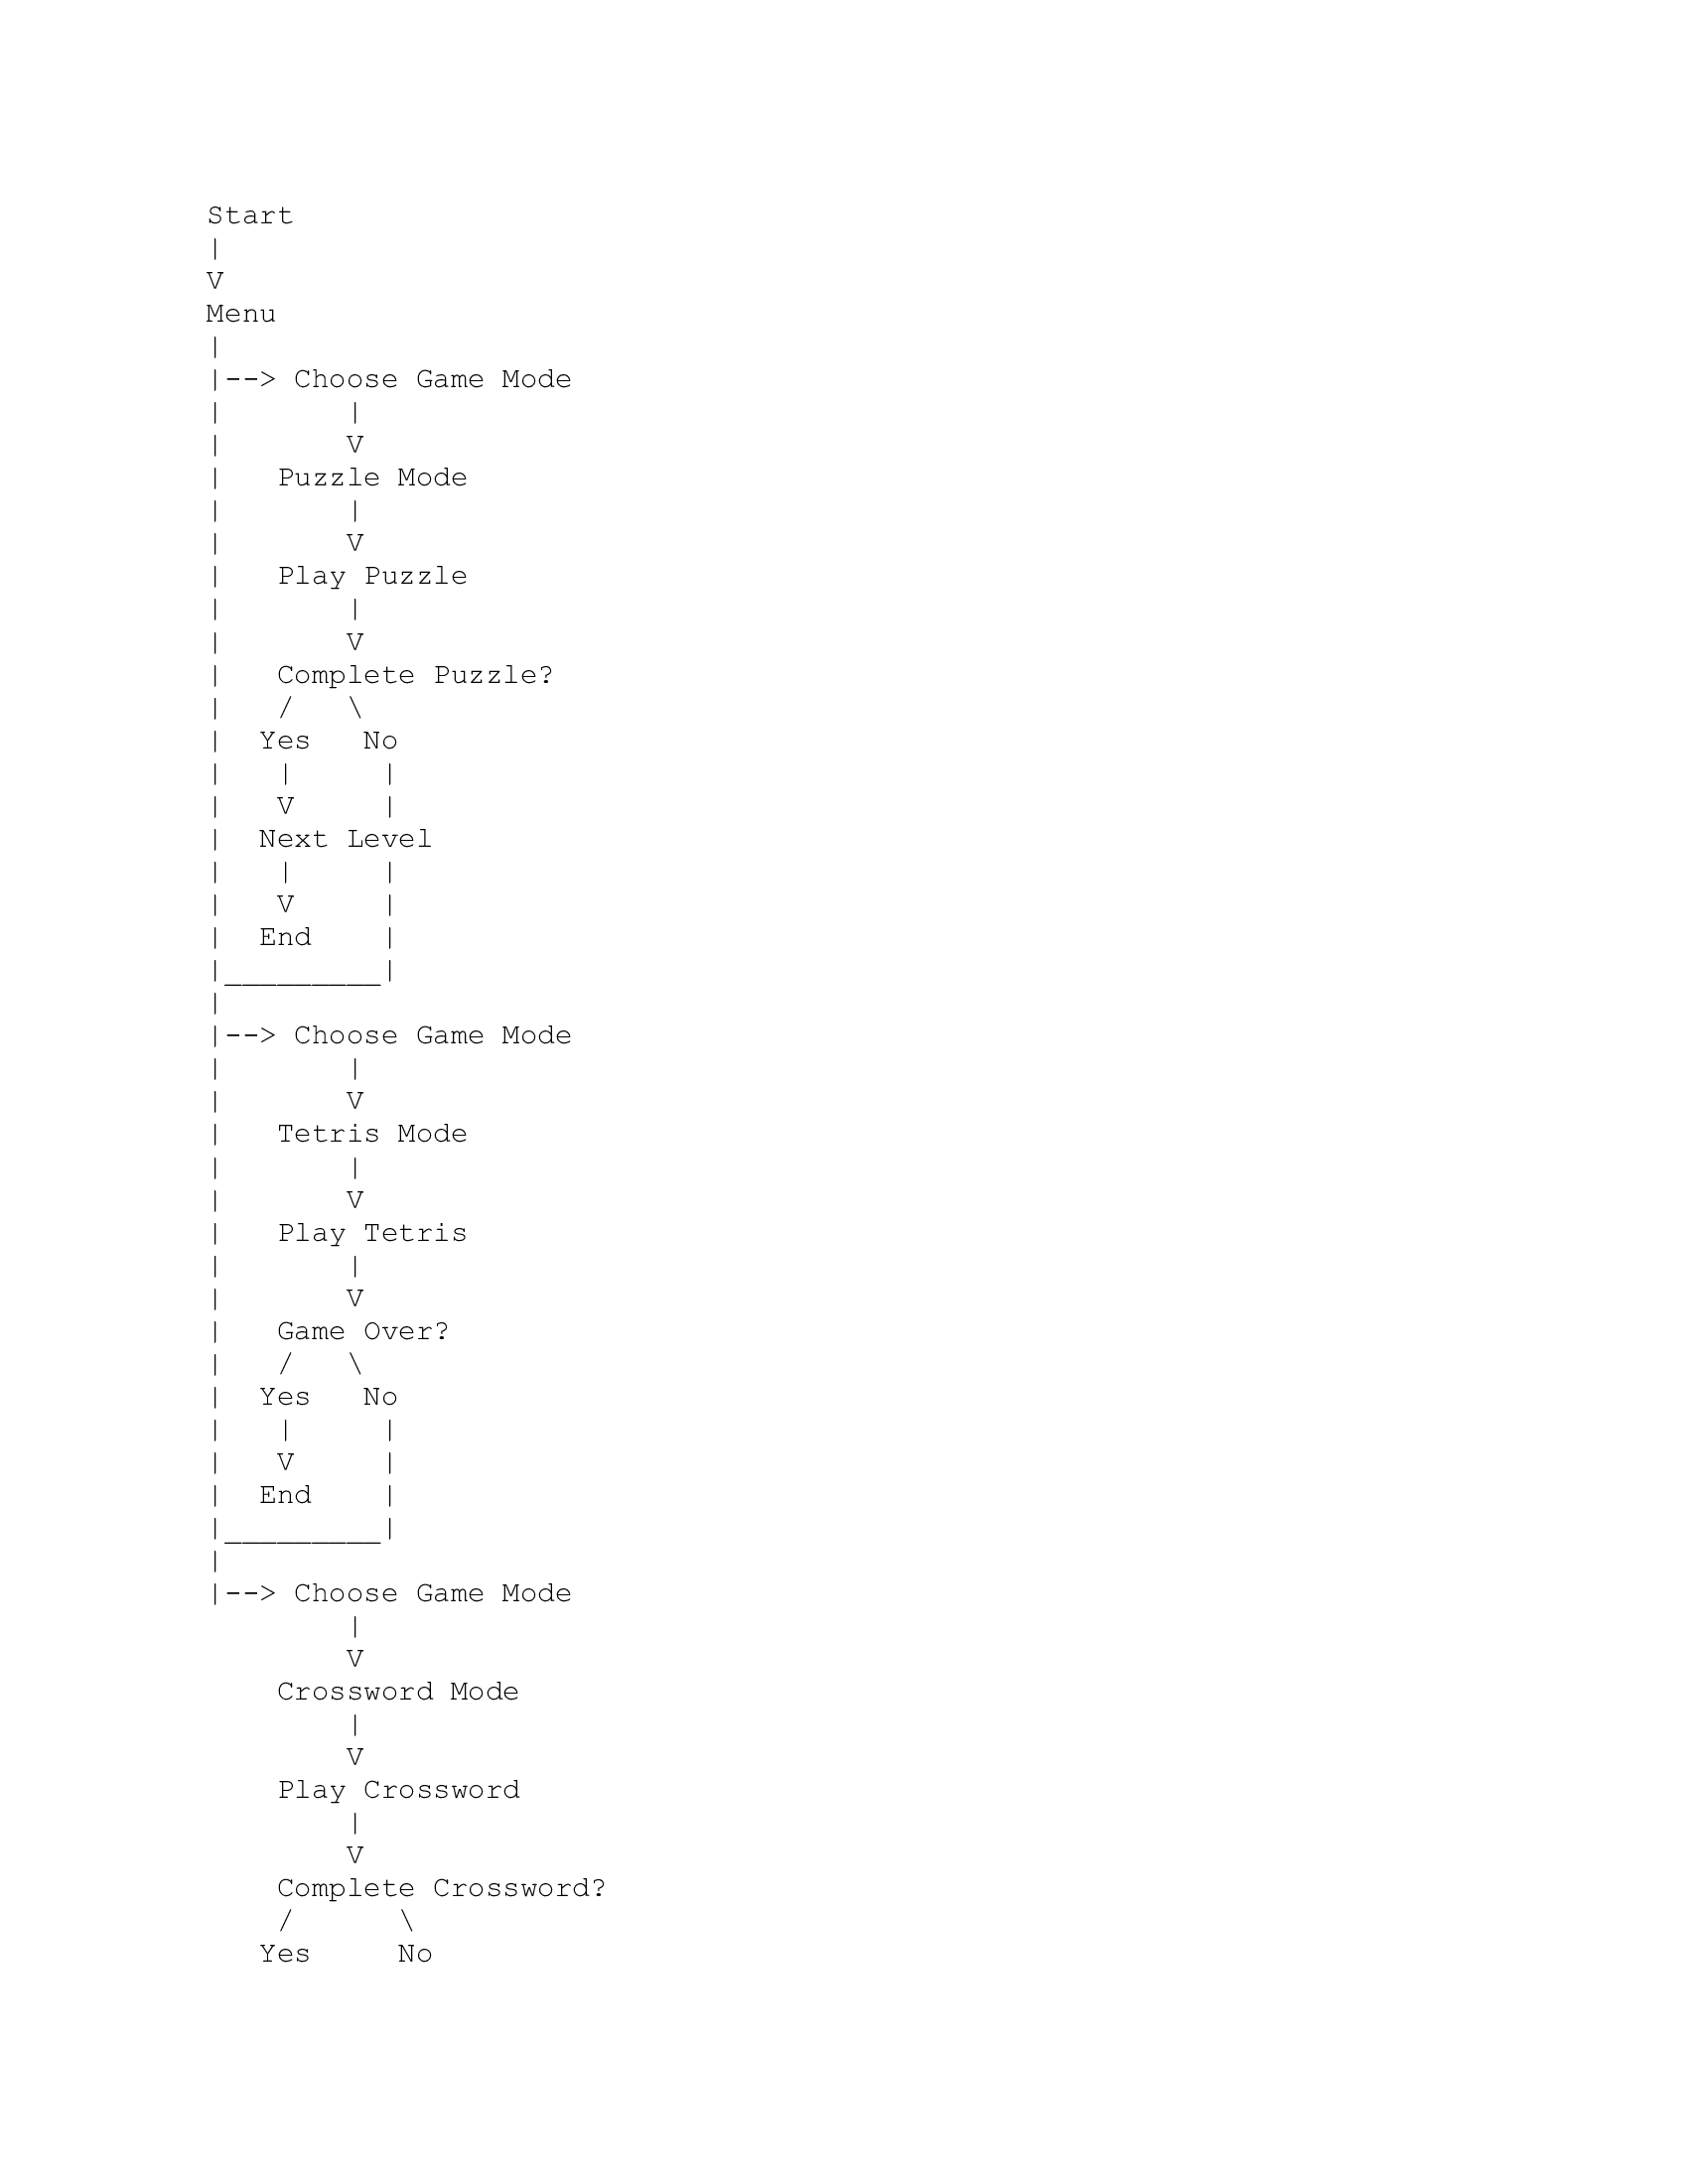 Start
|
V
Menu
|
|--> Choose Game Mode
|       |
|       V
|   Puzzle Mode
|       |
|       V
|   Play Puzzle
|       |
|       V
|   Complete Puzzle?
|   /   \
|  Yes   No
|   |     |
|   V     |
|  Next Level
|   |     |
|   V     |
|  End    |
|_________|
|
|--> Choose Game Mode
|       |
|       V
|   Tetris Mode
|       |
|       V
|   Play Tetris
|       |
|       V
|   Game Over?
|   /   \
|  Yes   No
|   |     |
|   V     |
|  End    |
|_________|
|
|--> Choose Game Mode
        |
        V
    Crossword Mode
        |
        V
    Play Crossword
        |
        V
    Complete Crossword?
    /      \
   Yes     No